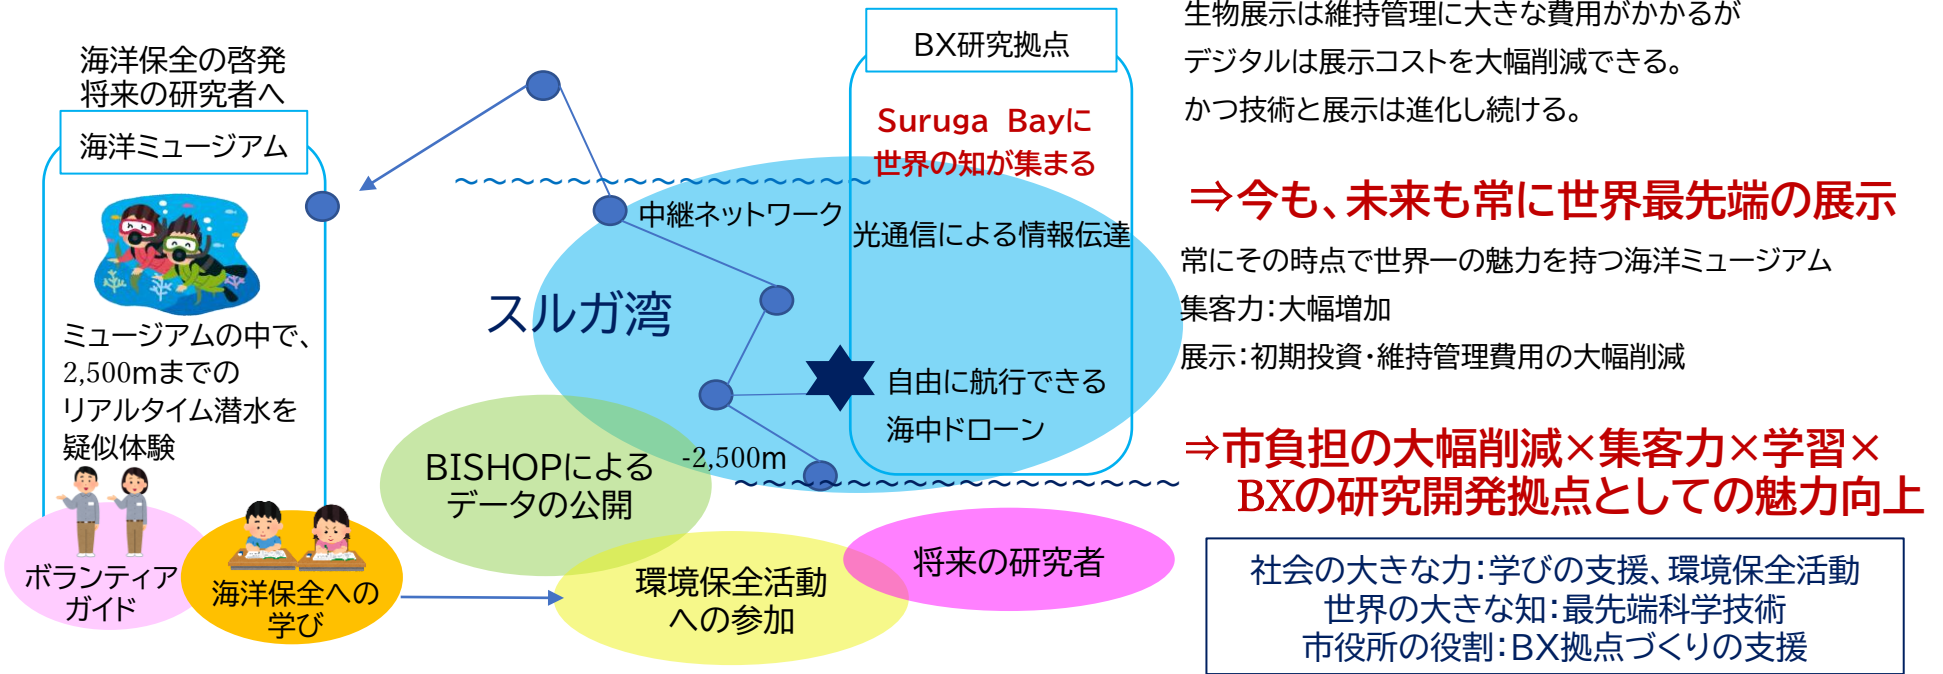 海洋保全の啓発
将来の研究者へ
海洋ミュージアム
ミュージアムの中で、
2,500mまでの
リアルタイム潜水を
疑似体験
ボランティア
ガイド
海洋保全への
学び
BX研究拠点
Suruga Bayに
世界の知が集まる
~~~~~~~~~~~~~~~
中継ネットワーク
光通信による情報伝達
スルガ湾
自由に航行できる
海中ドローン
-2,500m
~~~~~~~~~~~~~~~~
BISHOPによる
データの公開
環境保全活動
への参加
将来の研究者
生物展示は維持管理に大きな費用がかかるが
デジタルは展示コストを大幅削減できる。
かつ技術と展示は進化し続ける。
⇒今も、未来も常に世界最先端の展示
常にその時点で世界一の魅力を持つ海洋ミュージアム
集客力：大幅増加
展示：初期投資・維持管理費用の大幅削減
⇒市負担の大幅削減×集客力×学習×
BXの研究開発拠点としての魅力向上
社会の大きな力：学びの支援、環境保全活動
世界の大きな知：最先端科学技術
市役所の役割：BX拠点づくりの支援